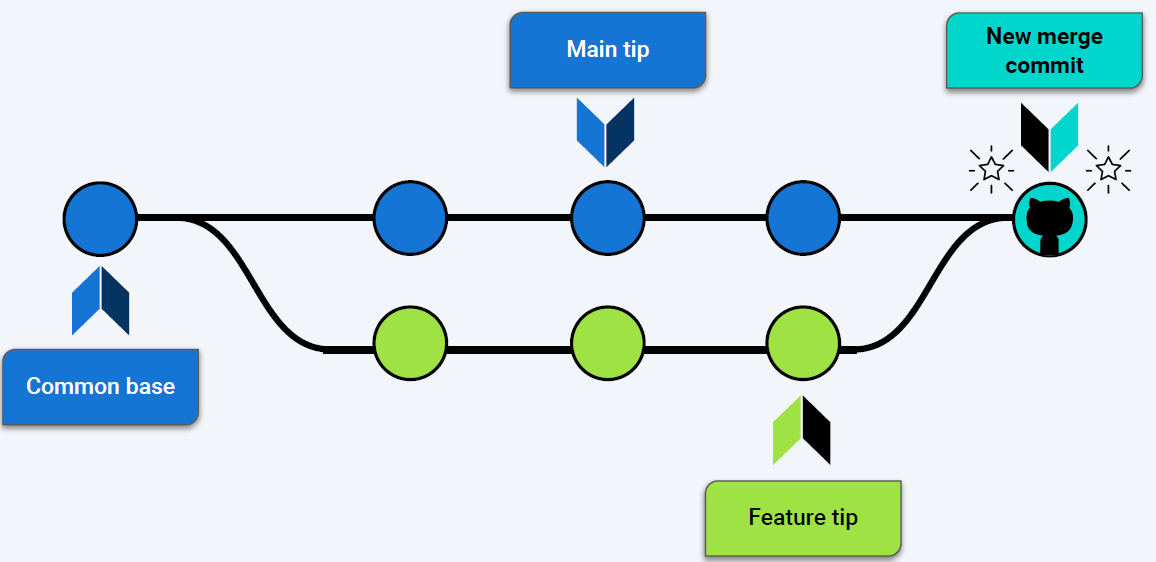 Main tip
New merge
commit
Common base
Feature tip